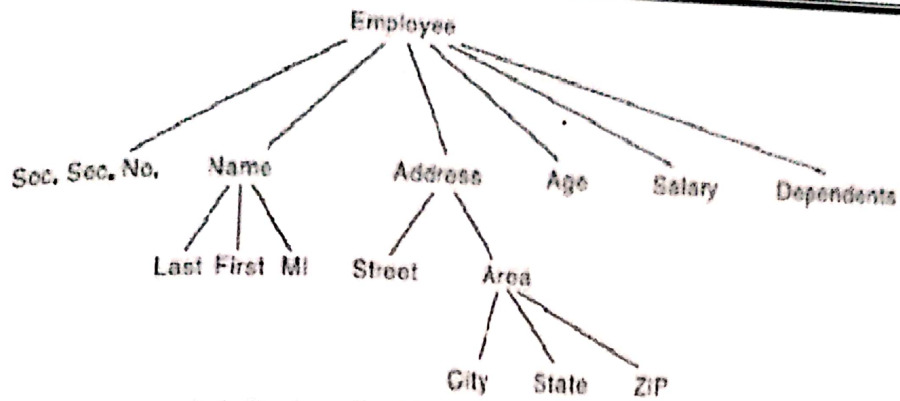 Employee
Soc. Sec. No. Name Address Age Salary Dependents
Last First MI Street Area
City State ZIP